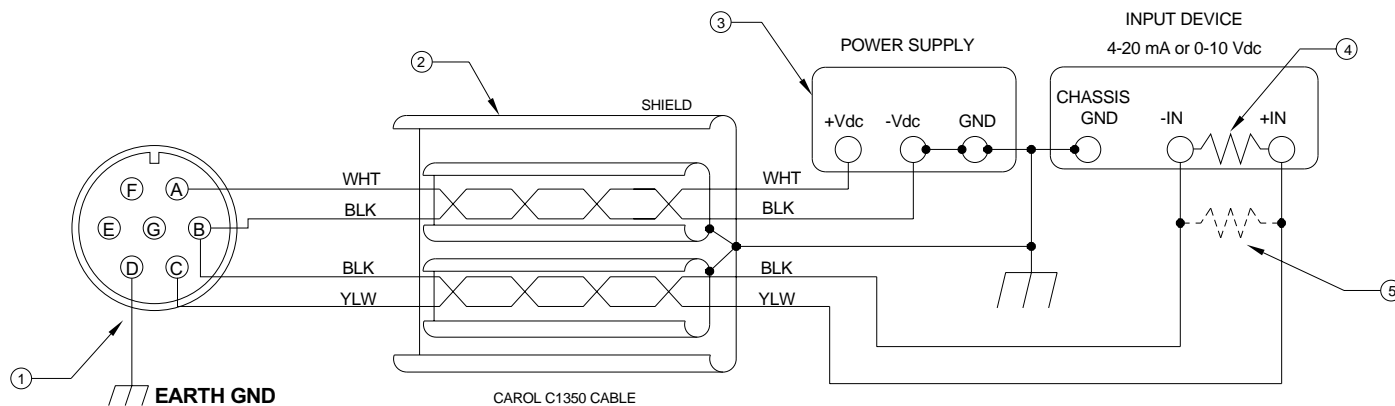 INPUT DEVICE
4-20 mA or 0-10 Vdc
3
4
POWER SUPPLY
2
SHIELD
CHASSIS
GND
+Vdc
-Vdc
GND
-IN
+IN
F
A
WHT
WHT
BLK
BLK
E
G
B
D
C
BLK
BLK
YLW
YLW
5
1
EARTH GND
CAROL C1350 CABLE